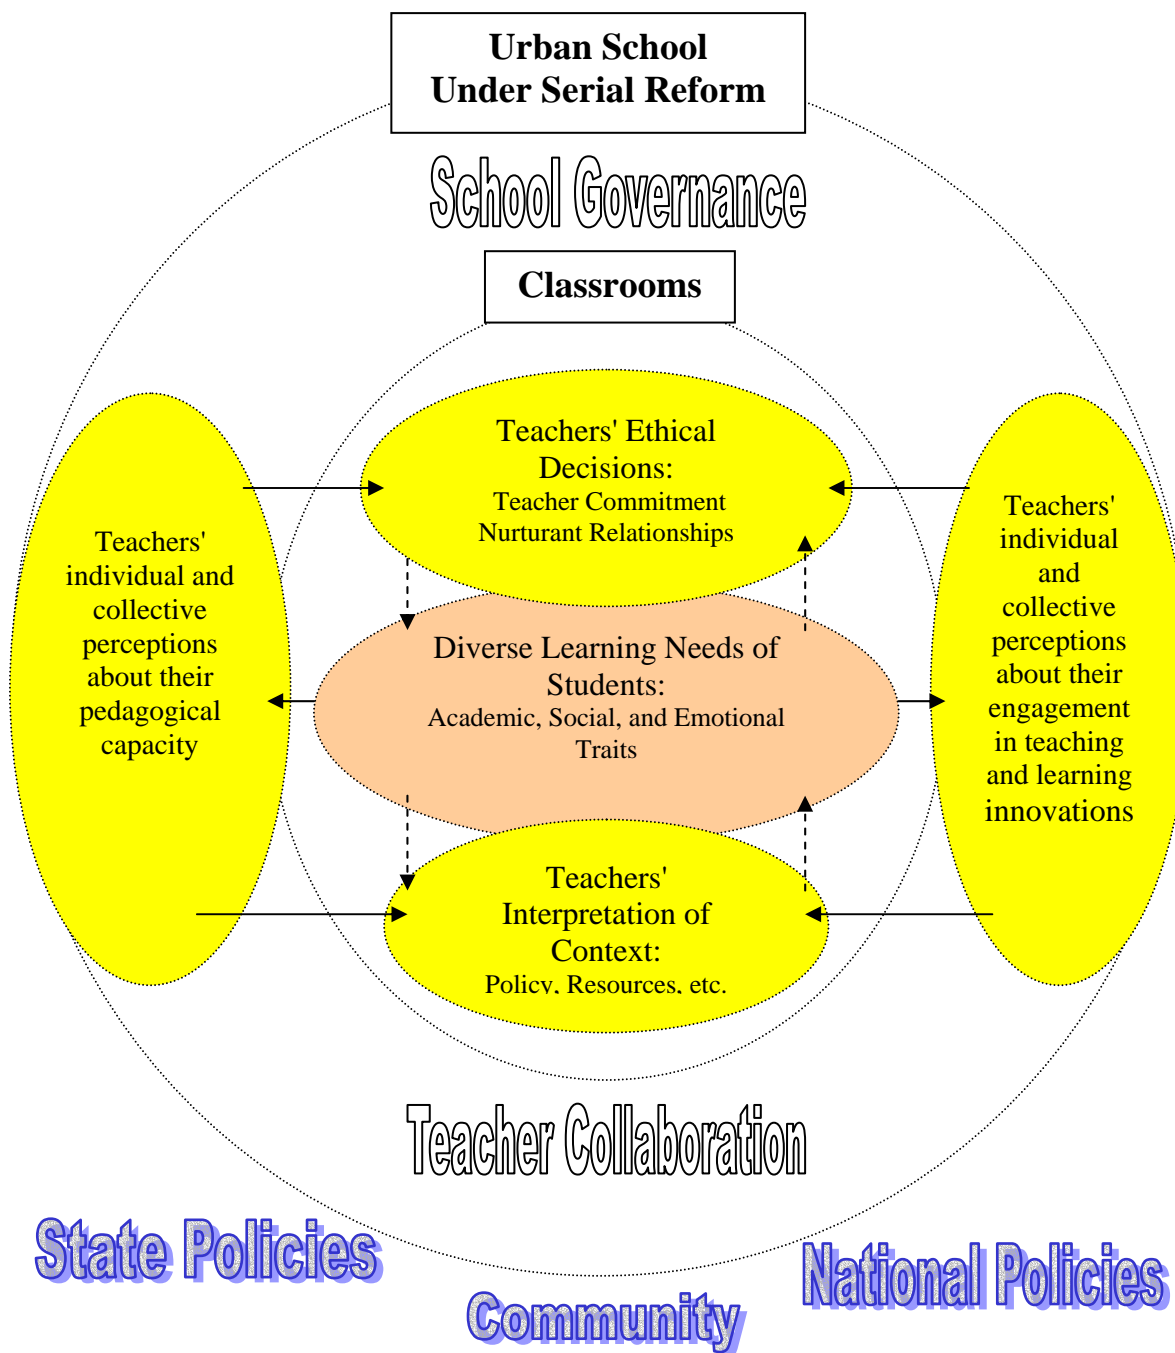 Urban School
Under Serial Reform
School Governance
Classrooms
Teachers' Ethical
Decisions:
Teacher Commitment
Nurturant Relationships
Teachers'
individual and
collective
perceptions
about their
pedagogical
capacity
Diverse Learning Needs of
Students:
Academic, Social, and Emotional
Traits
Teachers'
individual
and
collective
perceptions
about their
engagement
in teaching
and learning
innovations
Teachers'
Interpretation of
Context:
Policy, Resources, etc.
Teacher Collaboration
State Policies
National Policies
Community